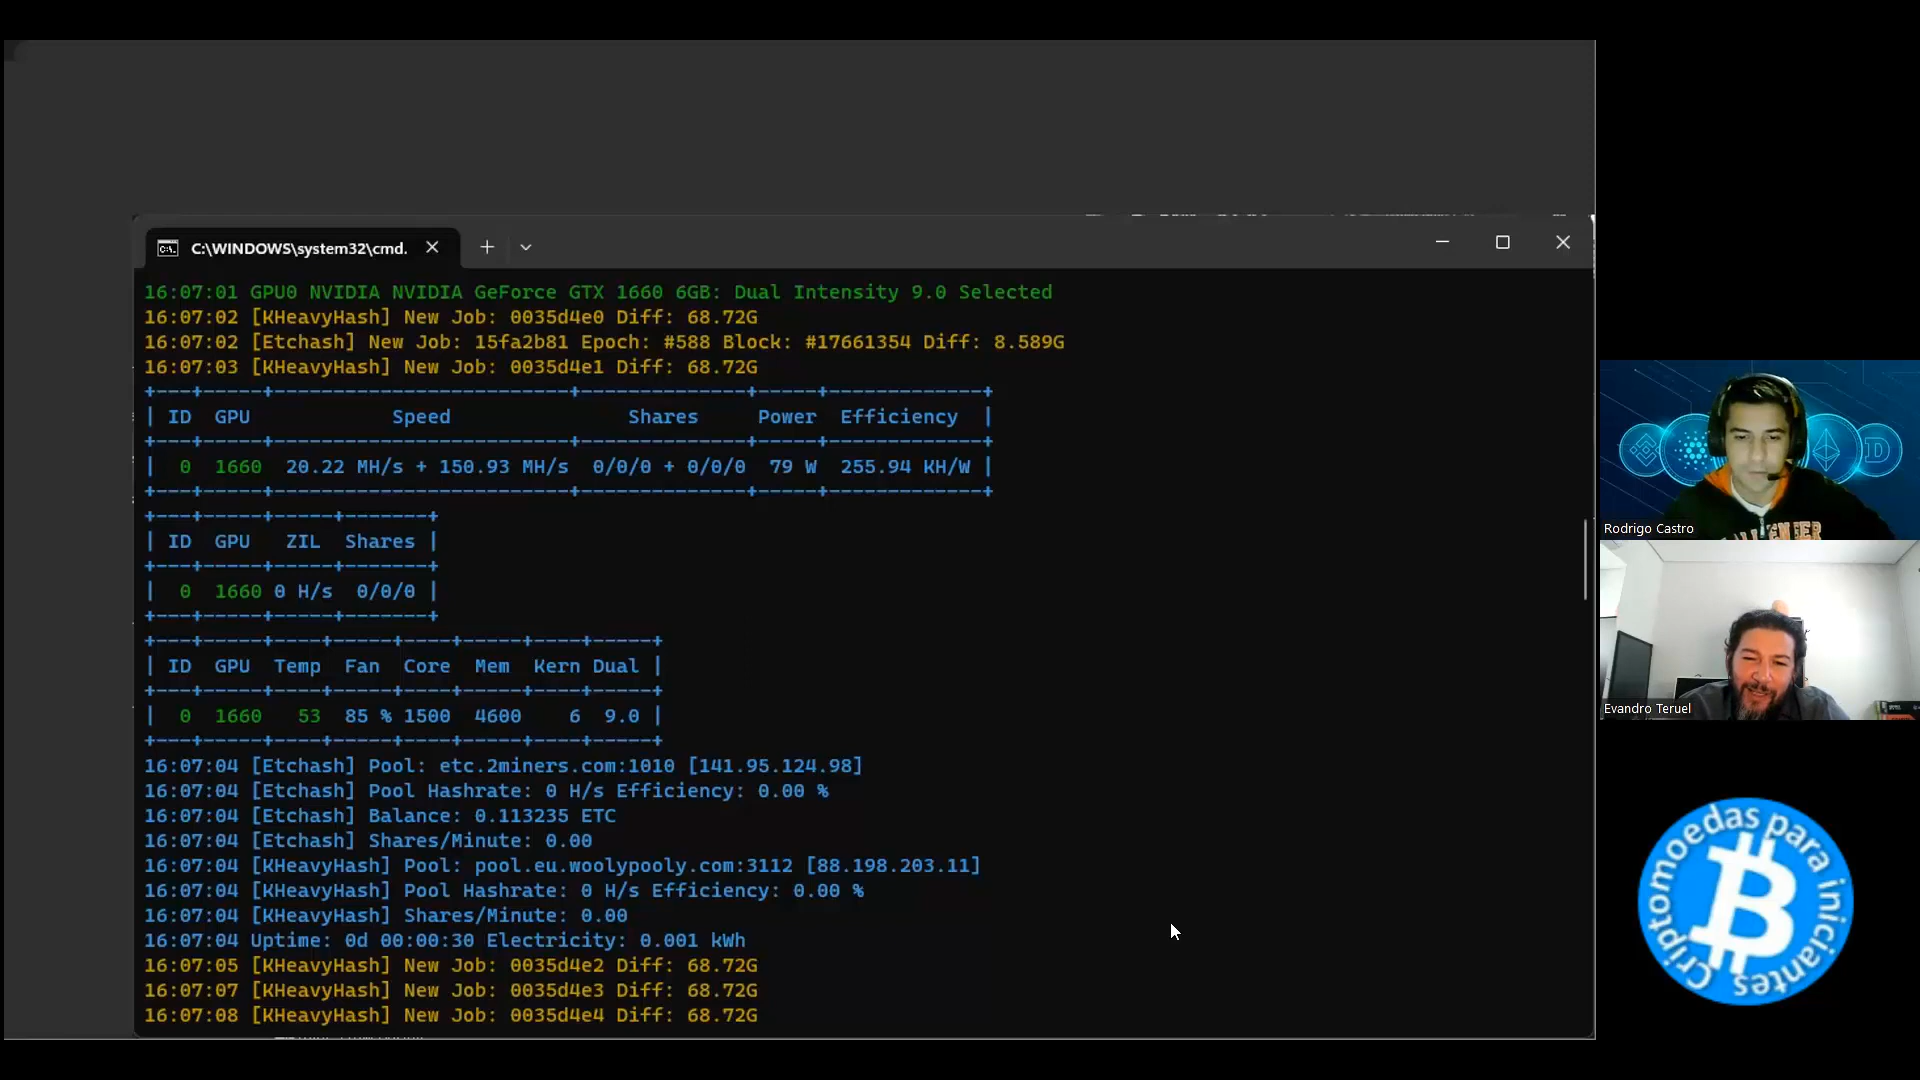 C:\WINDOWS\system32\cmd.
16:07:01 GPU0 NVIDIA NVIDIA GeForce GTX 1660 6GB: Dual Intensity 9.0 Selected
16:07:02 [KHeavyHash] New Job: 0035d4e0 Diff: 68.72G
16:07:02 [Etchash] New Job: 15fa2b81 Epoch: #588 Block: #17661354 Diff: 8.589G
16:07:03 [KHeavyHash] New Job: 0035d4e1 Diff: 68.72G
ID GPU Speed Shares Power Efficiency
0 1660 20.22 MH/s + 150.93 MH/s 0/0/0 + 0/0/0 79 W 255.94 KH/W
ID GPU ZIL Shares
0 1660 0 H/s 0/0/0
ID GPU Temp Fan Core Mem Kern Dual
0 1660 53 85 % 1500 4600 6 9.0
16:07:04 [Etchash] Pool: etc.2miners.com:1010 [141.95.124.98]
16:07:04 [Etchash] Pool Hashrate: 0 H/s Efficiency: 0.00 %
16:07:04 [Etchash] Balance: 0.113235 ETC
16:07:04 [Etchash] Shares/Minute: 0.00
16:07:04 [KHeavyHash] Pool: pool.eu.woolypooly.com:3112 [88.198.203.11]
16:07:04 [KHeavyHash] Pool Hashrate: 0 H/s Efficiency: 0.00 %
16:07:04 [KHeavyHash] Shares/Minute: 0.00
16:07:04 Uptime: 0d 00:00:30 Electricity: 0.001 kWh
16:07:05 [KHeavyHash] New Job: 0035d4e2 Diff: 68.72G
16:07:07 [KHeavyHash] New Job: 0035d4e3 Diff: 68.72G
16:07:08 [KHeavyHash] New Job: 0035d4e4 Diff: 68.72G
Rodrigo Castro
Evandro Teruel
Criptomoedas para iniciantes